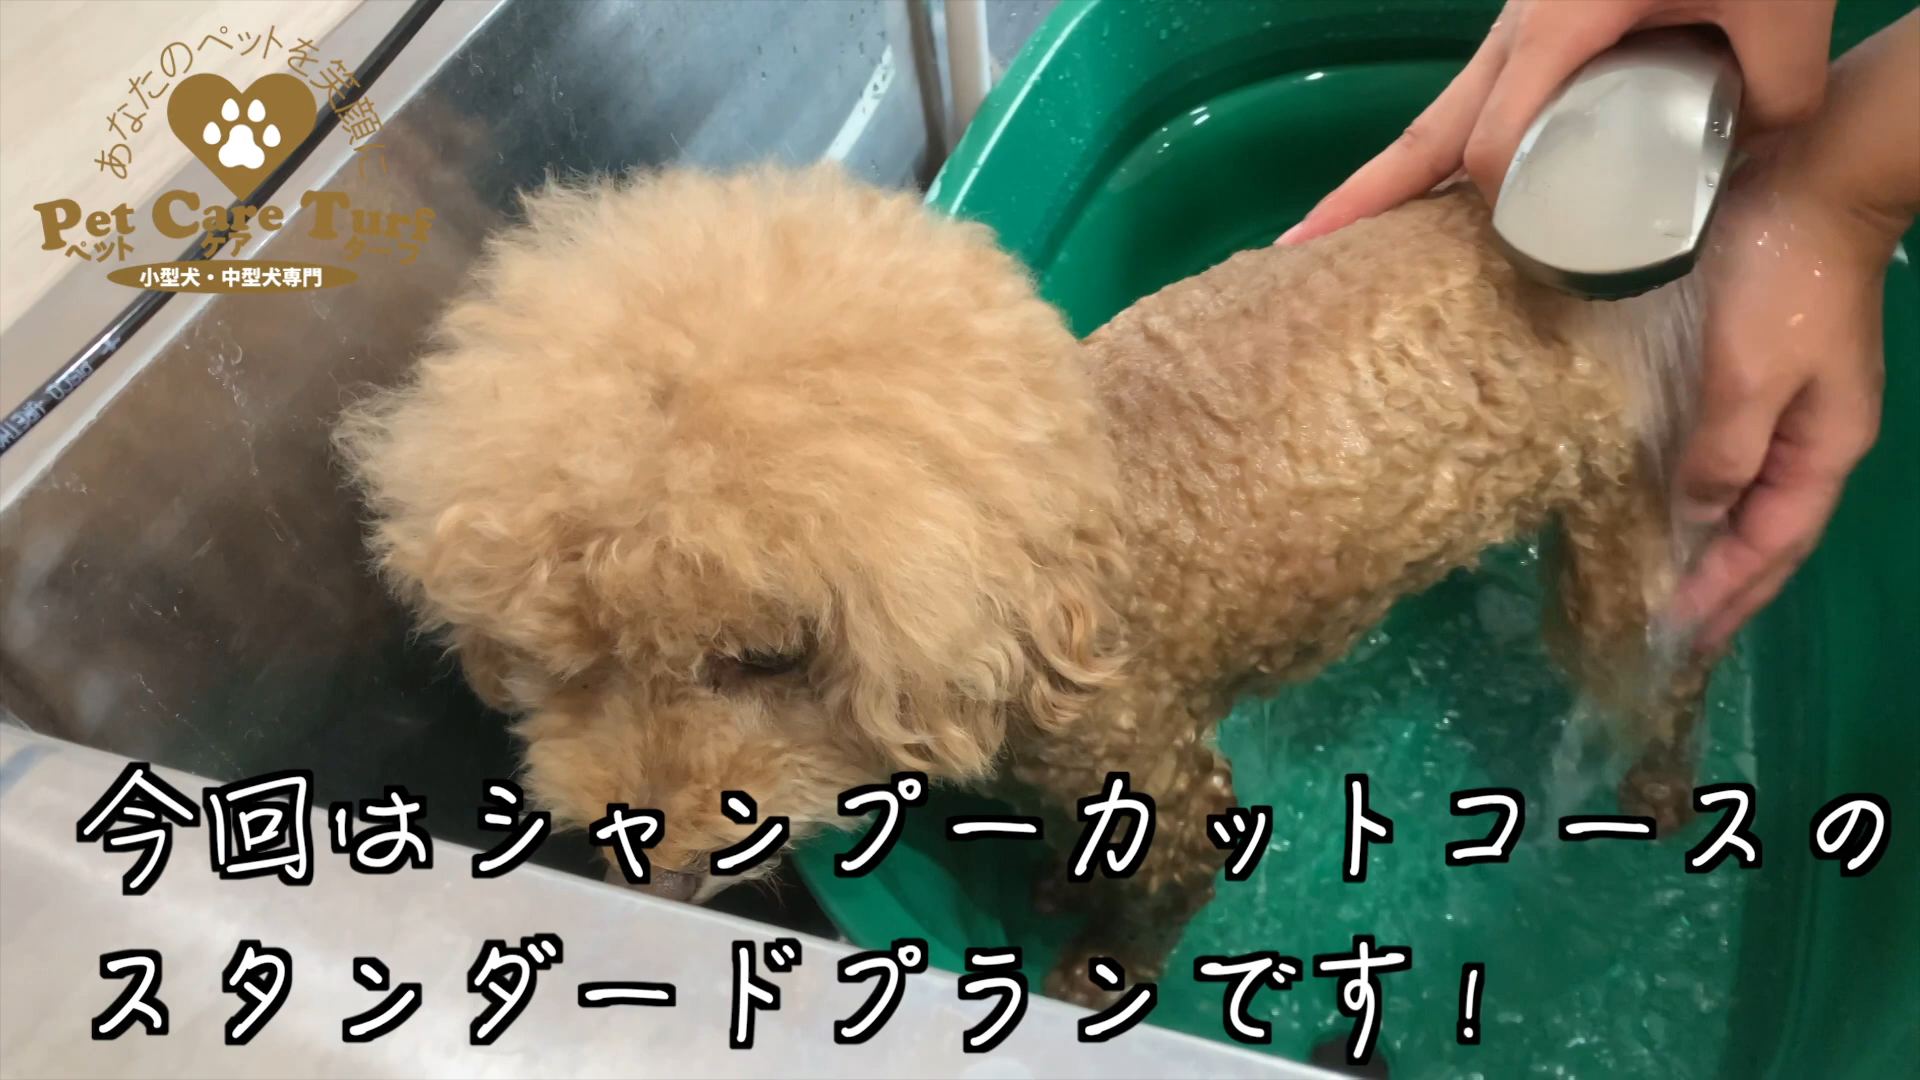 あなたのペットを笑顔に
Pet Care Turf
ペット ケア ターフ
小型犬・中型犬専門
今回はシャンプーカットコースの
スタンダードプランです!